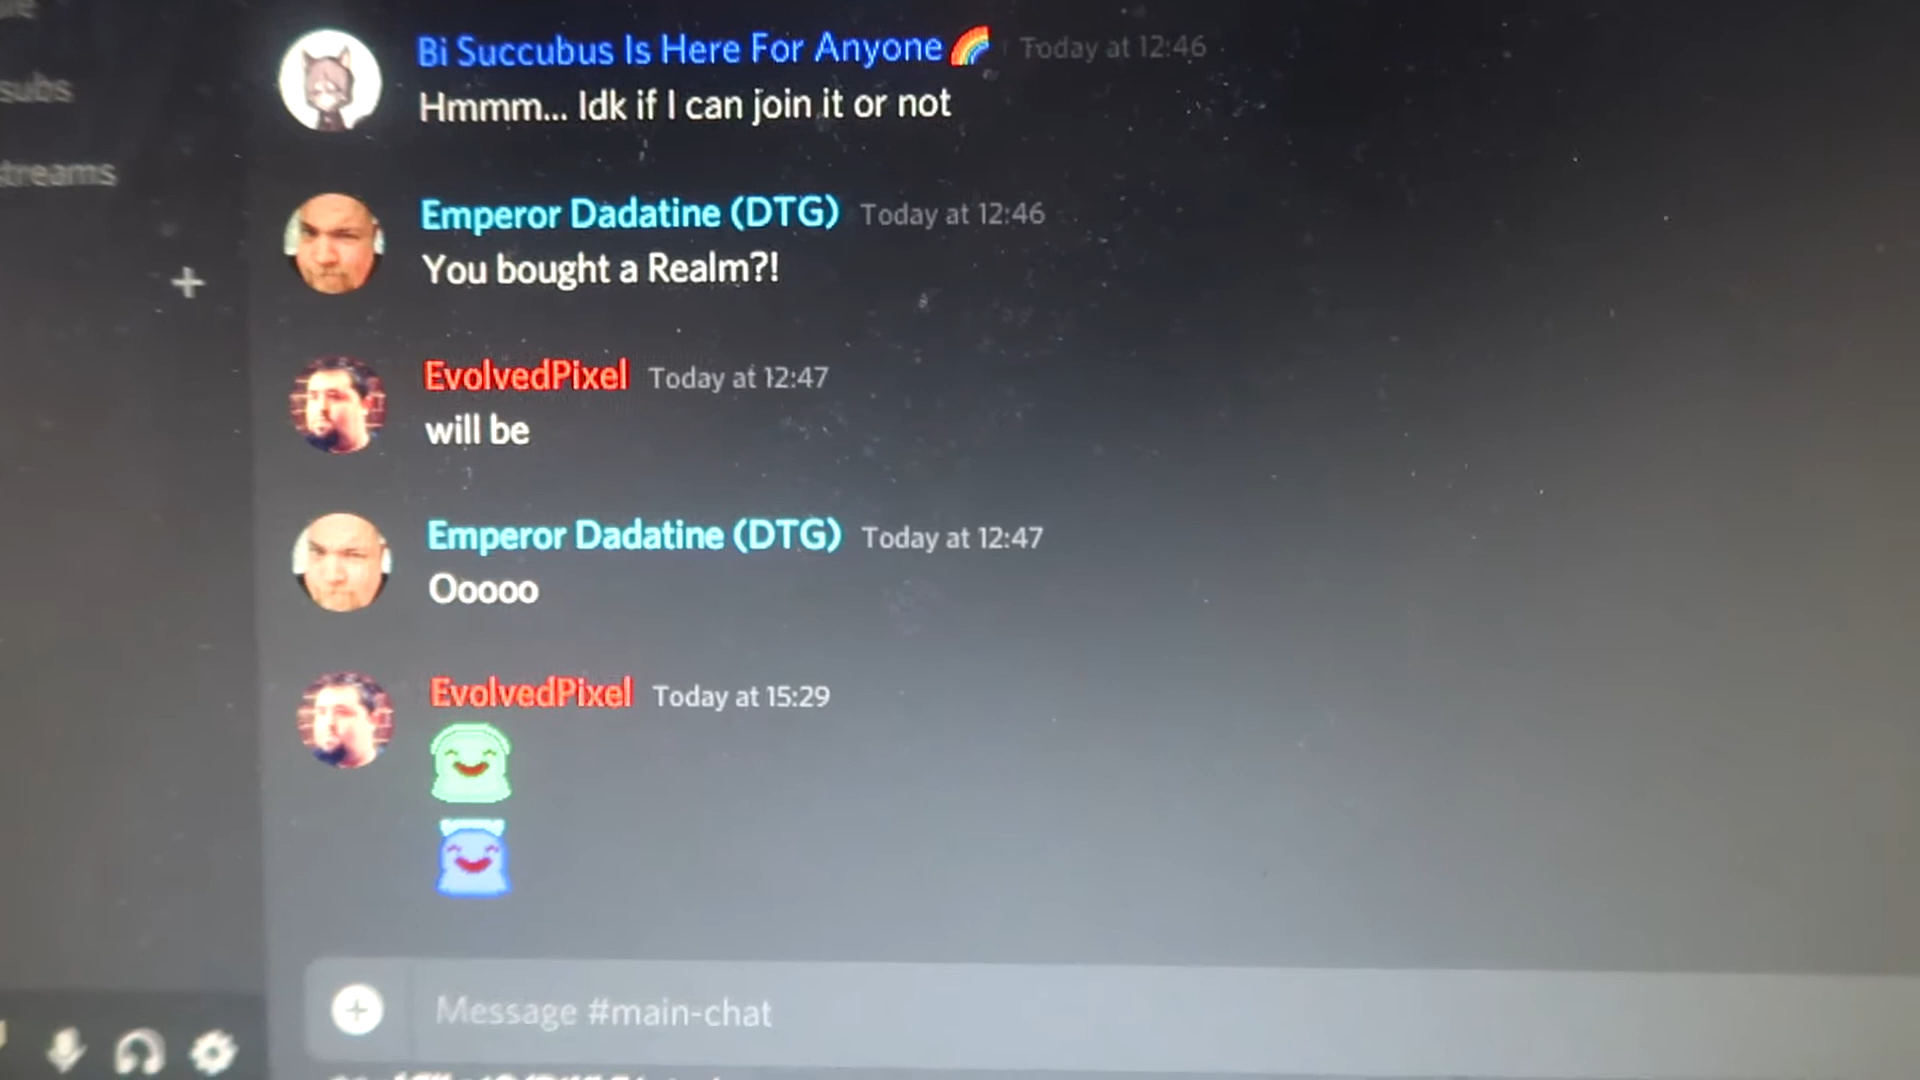 subs
Bi Succubus Is Here For Anyone🌈 Today at 12:46
Hmmm... Idk if I can join it or not
streams
Emperor Dadatine (DTG) Today at 12:46
You bought a Realm?!
EvolvedPixel Today at 12:47
will be
Emperor Dadatine (DTG) Today at 12:47
Ooooo
EvolvedPixel Today at 15:29
Message #main-chat